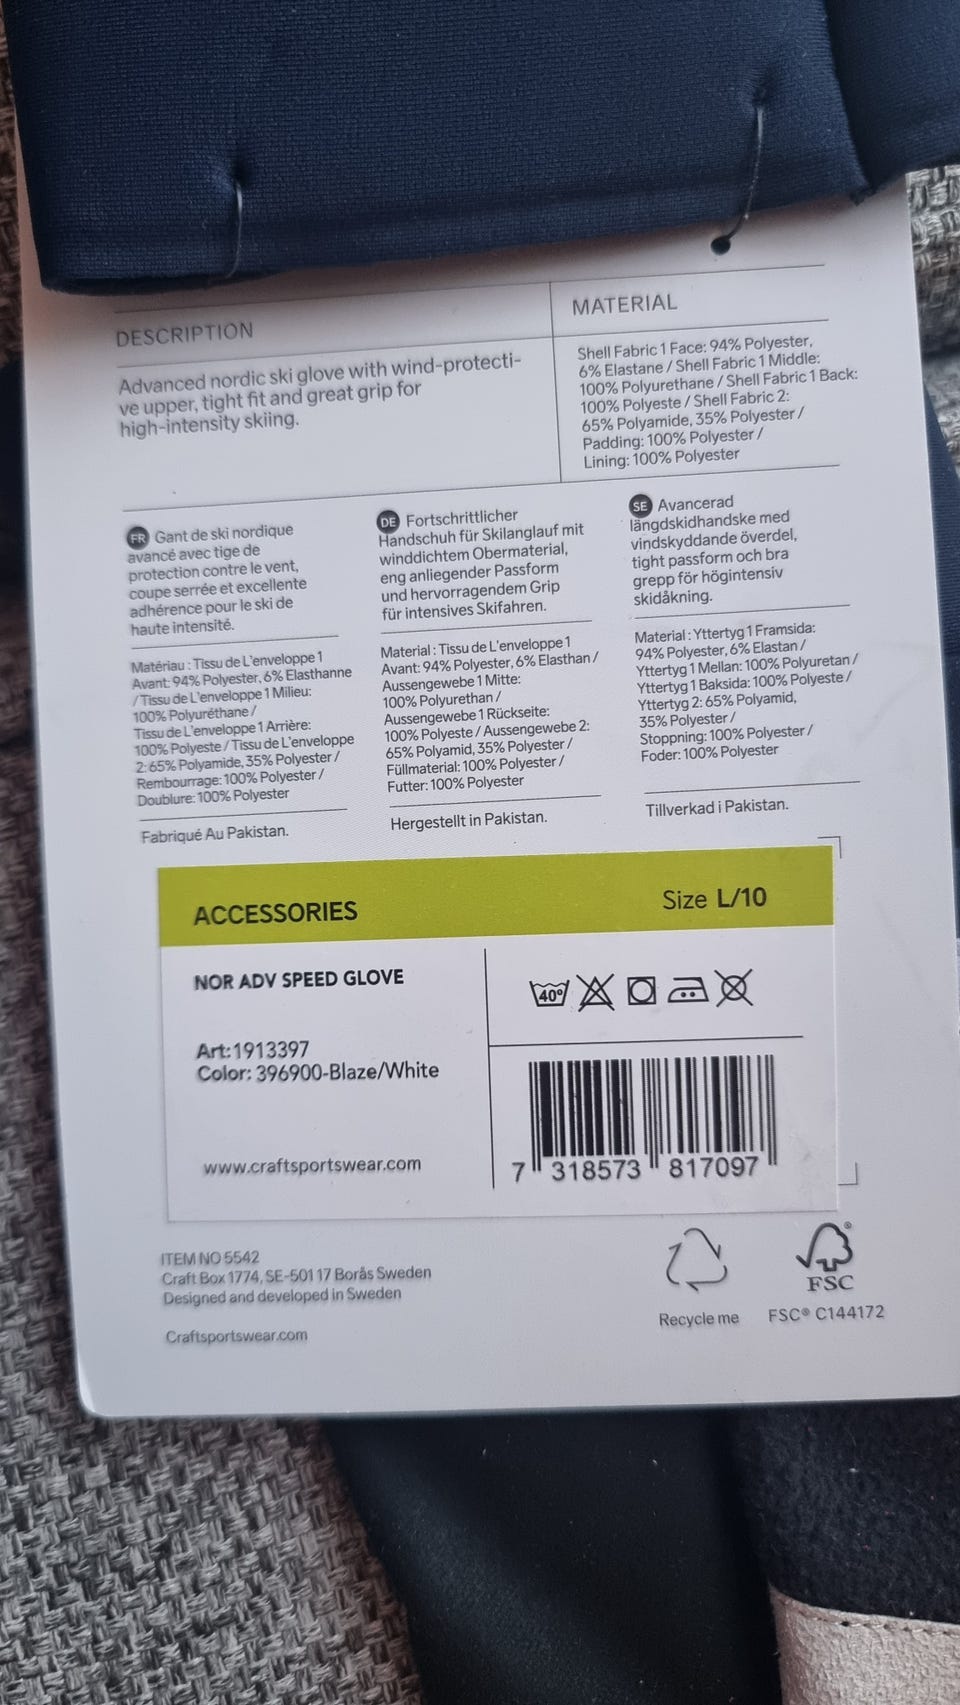 DESCRIPTION
Advanced nordic ski glove with wind-protecti-
ve upper, tight fit and great grip for
high-intensity skiing.
MATERIAL
Shell Fabric 1 Face: 94% Polyester,
6% Elastane / Shell Fabric 1 Middle:
100% Polyurethane / Shell Fabric 1 Back:
100% Polyeste / Shell Fabric 2:
65% Polyamide, 35% Polyester /
Padding: 100% Polyester /
Lining: 100% Polyester
FR Gant de ski nordique
avancé avec tige de
protection contre le vent,
coupe serrée et excellente
adhérence pour le ski de
haute intensité.
Matériau : Tissu de L'enveloppe 1
Avant: 94% Polyester, 6% Elasthanne
/ Tissu de L'enveloppe 1 Milieu:
100% Polyuréthane /
Tissu de L'enveloppe 1 Arrière:
100% Polyeste / Tissu de L'enveloppe
2: 65% Polyamide, 35% Polyester /
Rembourrage: 100% Polyester /
Doublure: 100% Polyester
Fabriqué Au Pakistan.
DE Fortschrittlicher
Handschuh für Skilanglauf mit
winddichtem Obermaterial,
eng anliegender Passform
und hervorragendem Grip
für intensives Skifahren.
Material : Tissu de L'enveloppe 1
Avant: 94% Polyester, 6% Elasthan /
Aussengewebe 1 Mitte:
100% Polyurethan /
Aussengewebe 1 Rückseite:
100% Polyeste / Aussengewebe 2:
65% Polyamid, 35% Polyester /
Füllmaterial: 100% Polyester /
Futter: 100% Polyester
Hergestellt in Pakistan.
SE Avancerad
längdskidhandske med
vindskyddande överdel,
tight passform och bra
grepp för högintensiv
skidåkning.
Material : Yttertyg 1 Framsida:
94% Polyester, 6% Elastan /
Yttertyg 1 Mellan: 100% Polyuretan /
Yttertyg 1 Baksida: 100% Polyeste /
Yttertyg 2: 65% Polyamid,
35% Polyester /
Stoppning: 100% Polyester /
Foder: 100% Polyester
Tillverkad i Pakistan.
ACCESSORIES
Size L/10
NOR ADV SPEED GLOVE
Art:1913397
Color: 396900-Blaze/White
www.craftsportswear.com
40°
7 318573 817097
ITEM NO 5542
Craft Box 1774, SE-501 17 Borås Sweden
Designed and developed in Sweden
Craftsportswear.com
Recycle me
FSC
FSC® C144172